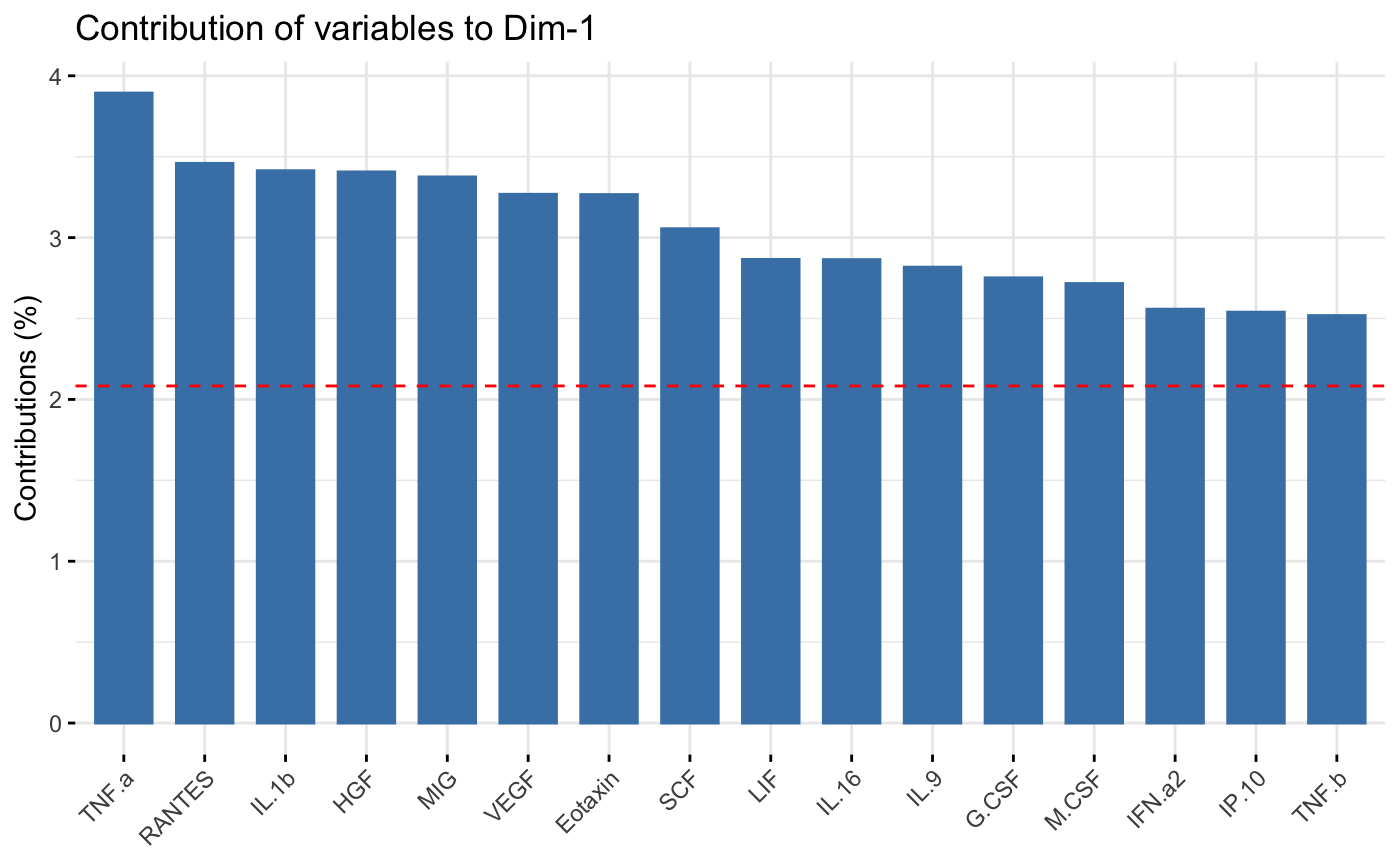 Contribution of variables to Dim-1
Contributions (%)
4
3
2
1
0
TNF.a
RANTES
IL.1b
HGF
MIG
VEGF
Eotaxin
SCF
LIF
IL.16
IL.9
G.CSF
M.CSF
IFN.a2
IP.10
TNF.b